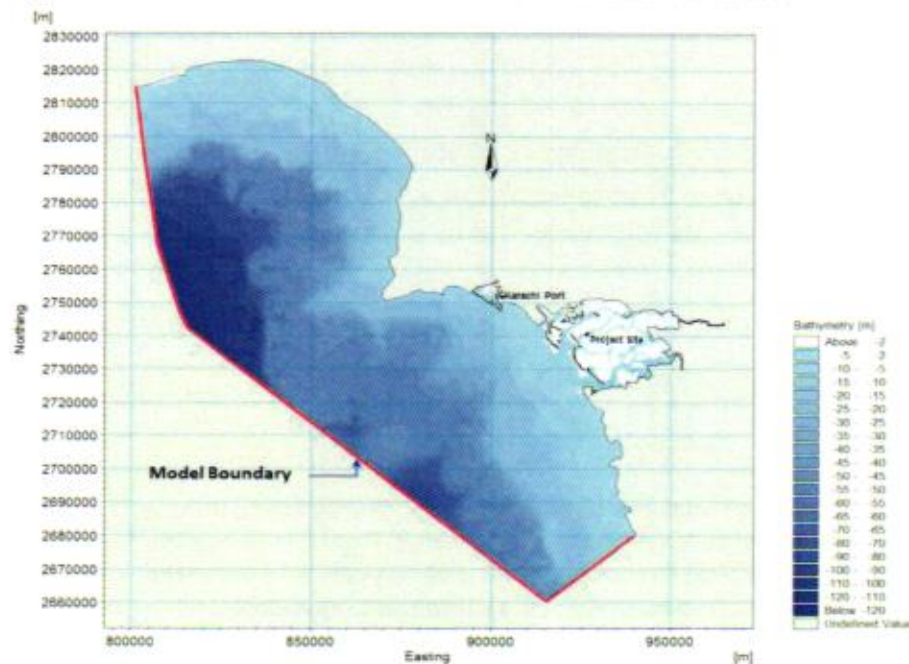 [m]
2830000
2820000
2810000
2800000
2790000
2780000
2770000
2760000
2750000
2740000
2730000
2720000
2710000
2700000
2690000
2680000
2670000
2660000
Northing
N
Karachi Port
Project Site
Model Boundary
800000 850000 900000 950000
Easting [m]
Bathymetry [m]
Above -2
-5 - 2
-10 - -5
-15 - 10
-20 - -15
-25 - -20
-30 - -25
-35 - -30
-40 - 35
-45 - -40
-50 - -45
-55 - -50
-60 - -55
-65 - -60
-70 - -65
-80 - -70
-90 - -80
-100 - -90
-110 - -100
-120 - -110
Below -120
Undefined Value